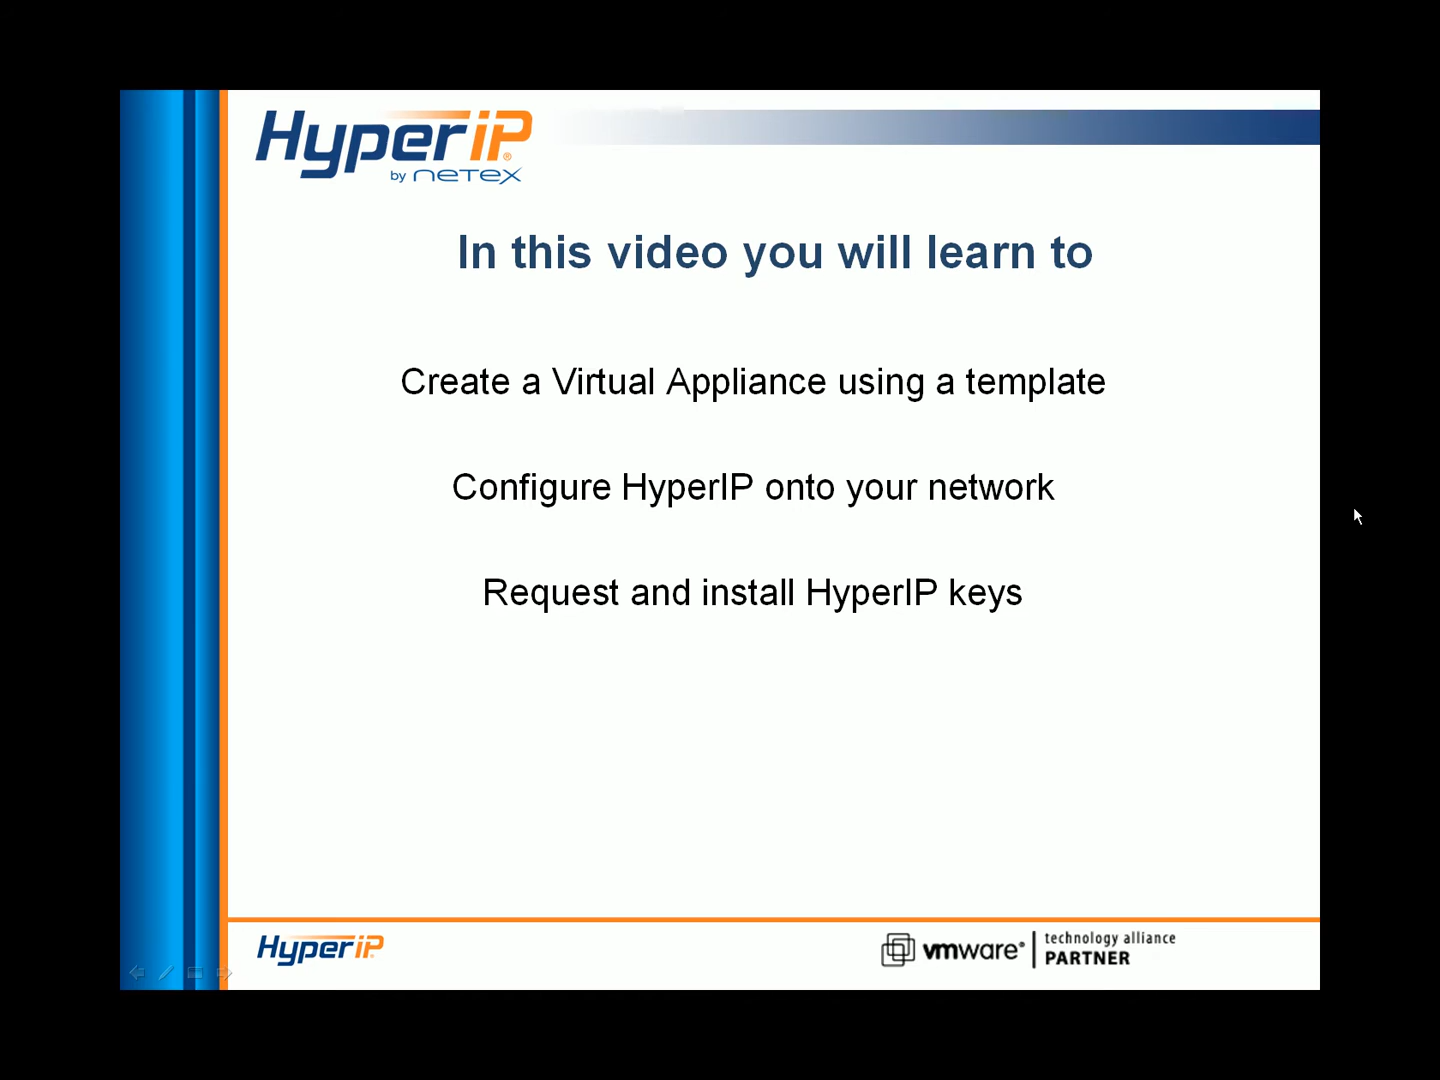 HyperIP®
by NETEX
In this video you will learn to
Create a Virtual Appliance using a template
Configure HyperIP onto your network
Request and install HyperIP keys
HyperIP
vmware® technology alliance
PARTNER